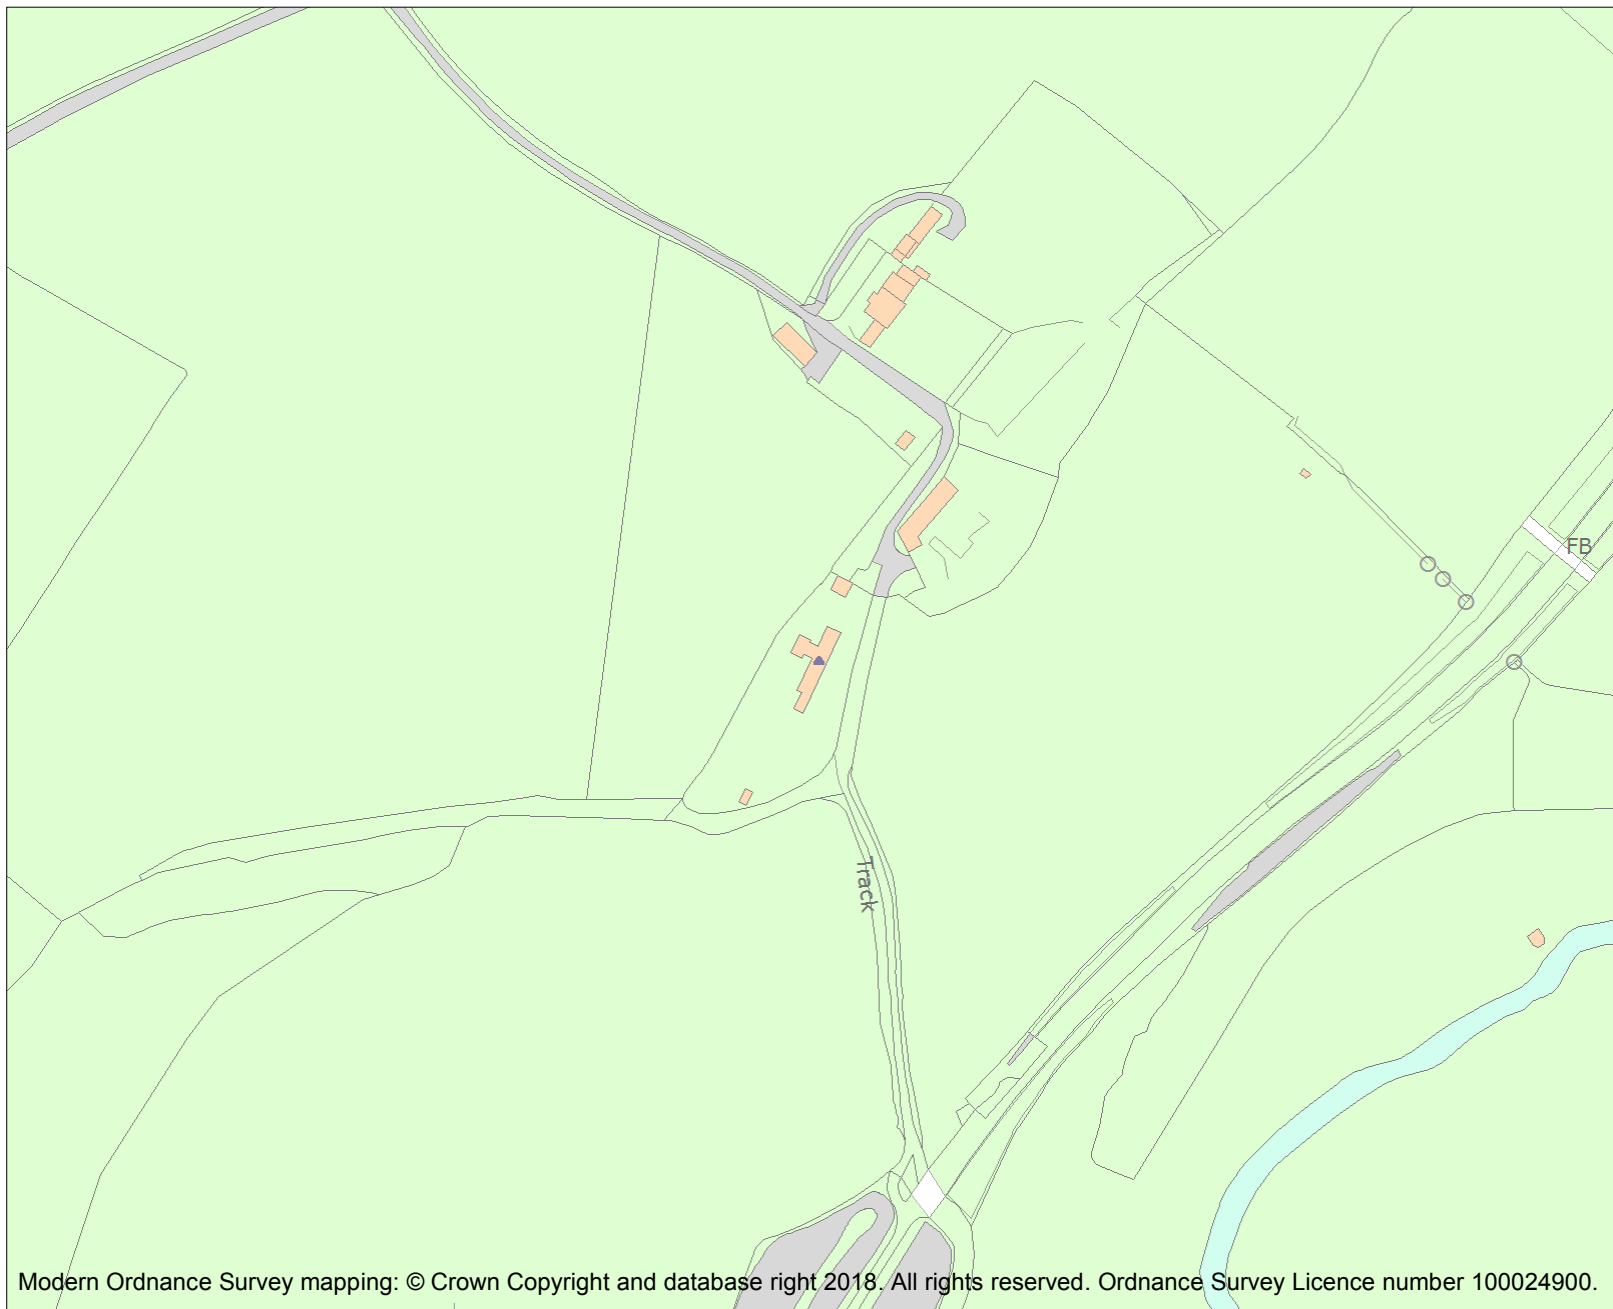 FB
Track
Modern Ordnance Survey mapping: © Crown Copyright and database right 2018. All rights reserved. Ordnance Survey Licence number 100024900.